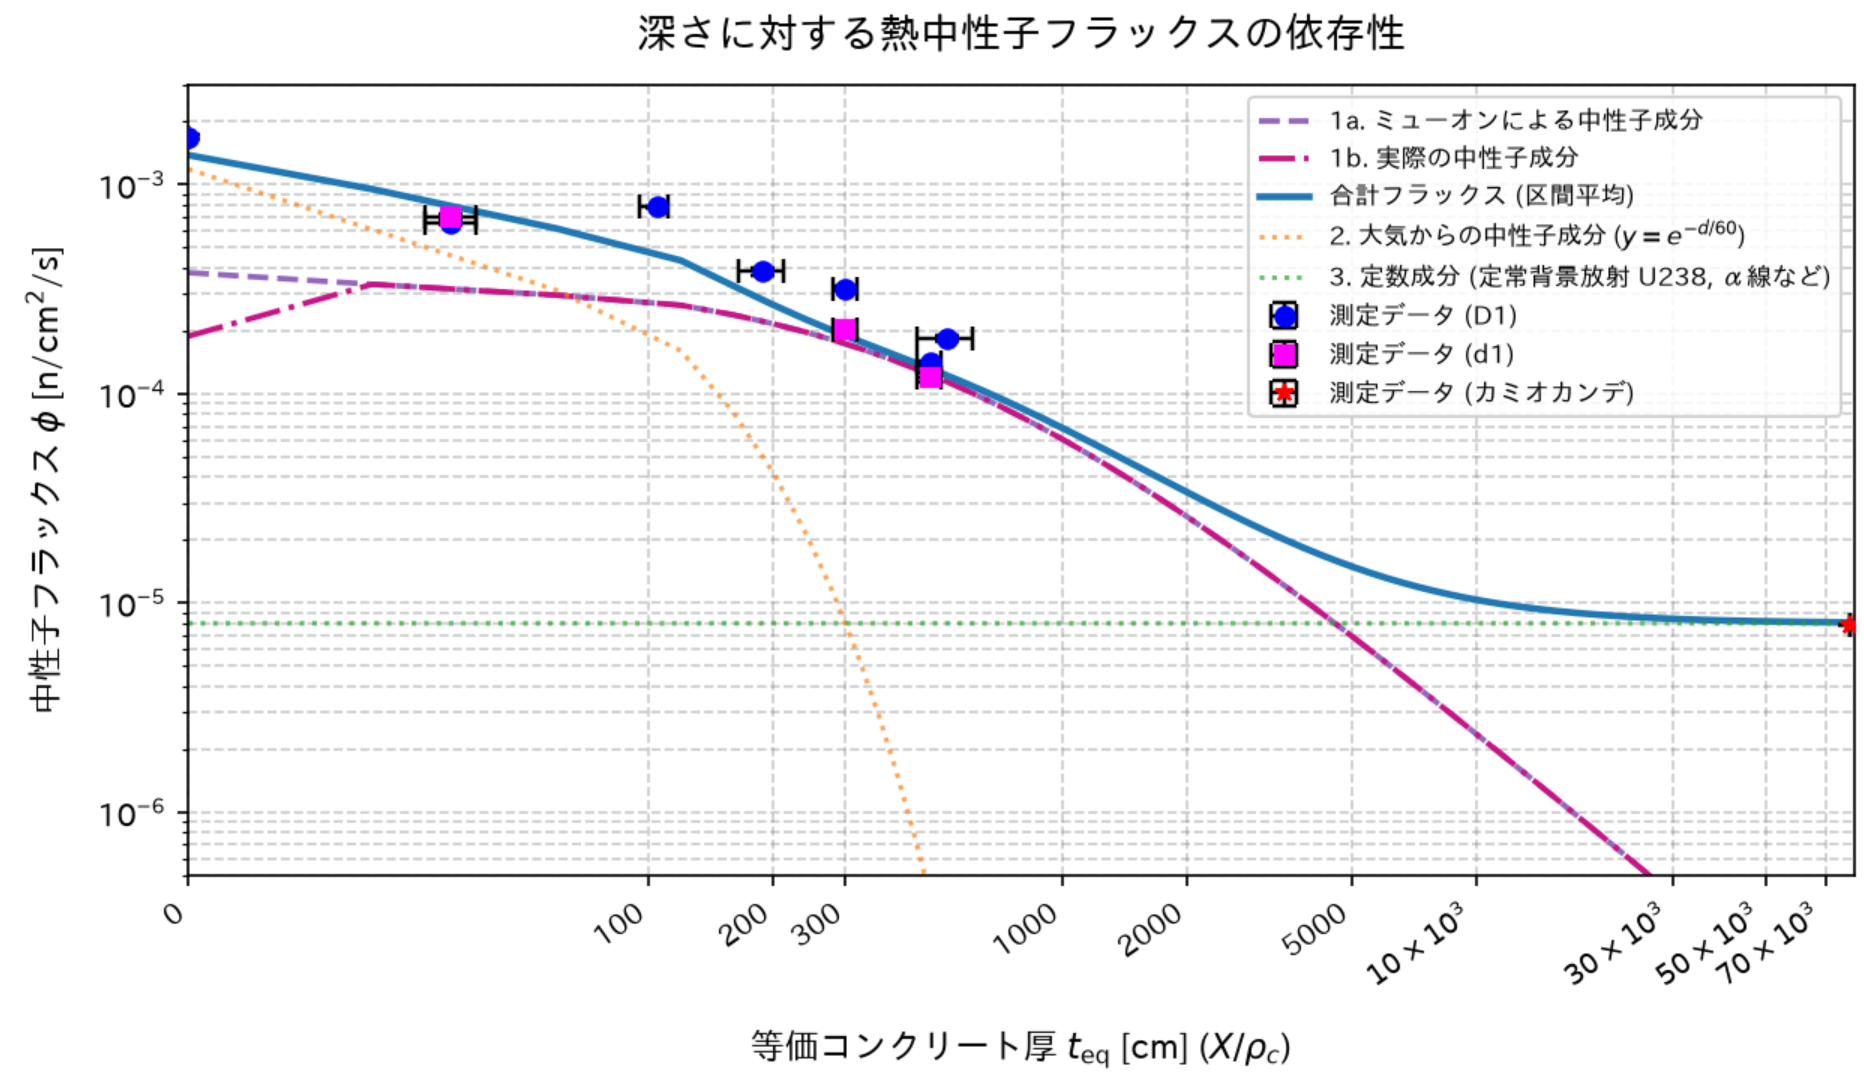 深さに対する熱中性子フラックスの依存性
中性子フラックス ϕ [n/cm²/s]
10⁻³
10⁻⁴
10⁻⁵
10⁻⁶
1a. ミューオンによる中性子成分
1b. 実際の中性子成分
合計フラックス (区間平均)
2. 大気からの中性子成分 (y = e^{-d/60})
3. 定数成分 (定常背景放射 U238, α線など)
測定データ (D1)
測定データ (d1)
測定データ (カミオカンデ)
0
100
200
300
1000
2000
5000
10 × 10³
30 × 10³
50 × 10³
70 × 10³
等価コンクリート厚 t_eq [cm] (X/ρ_c)